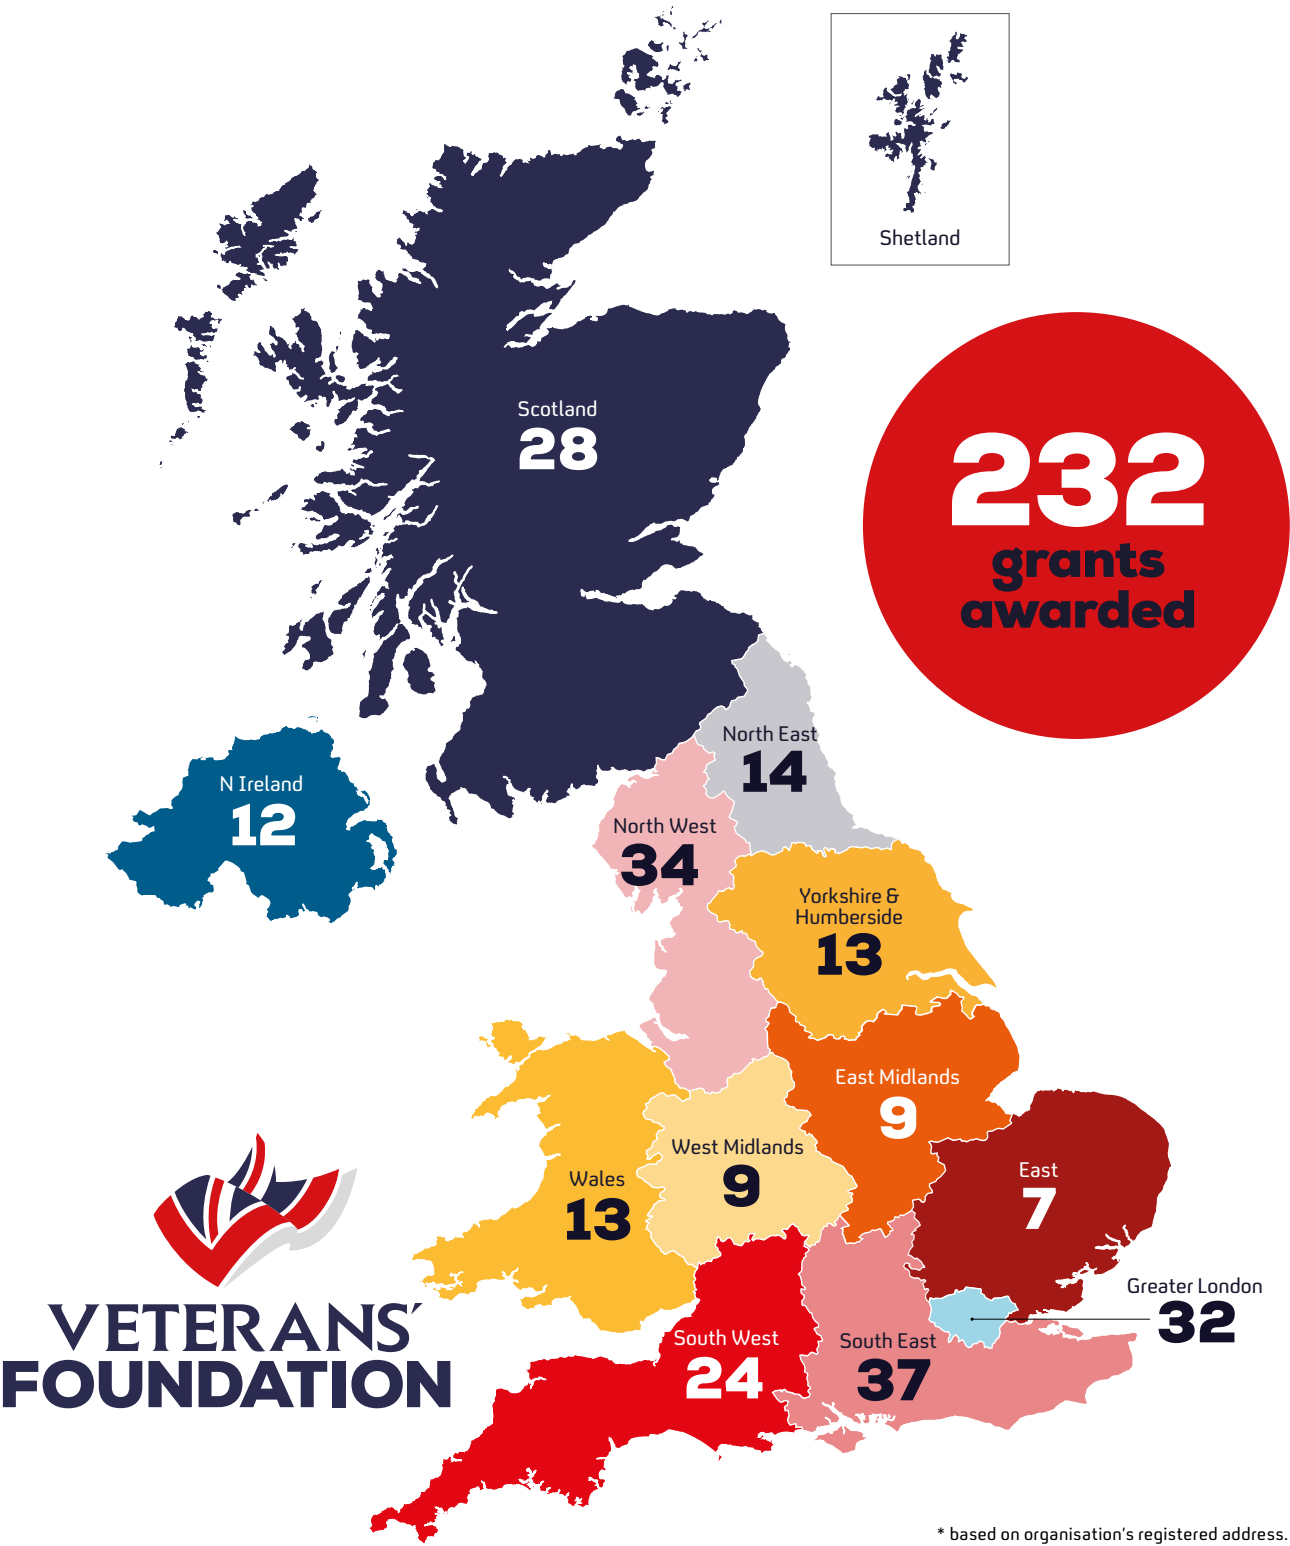 Shetland
Scotland
28
232
grants
awarded
North East
14
N Ireland
12
North West
34
Yorkshire &
Humberside
13
East Midlands
9
West Midlands
9
East
7
Wales
13
Greater London
32
South West
24
South East
37
VETERANS'
FOUNDATION
* based on organisation's registered address.